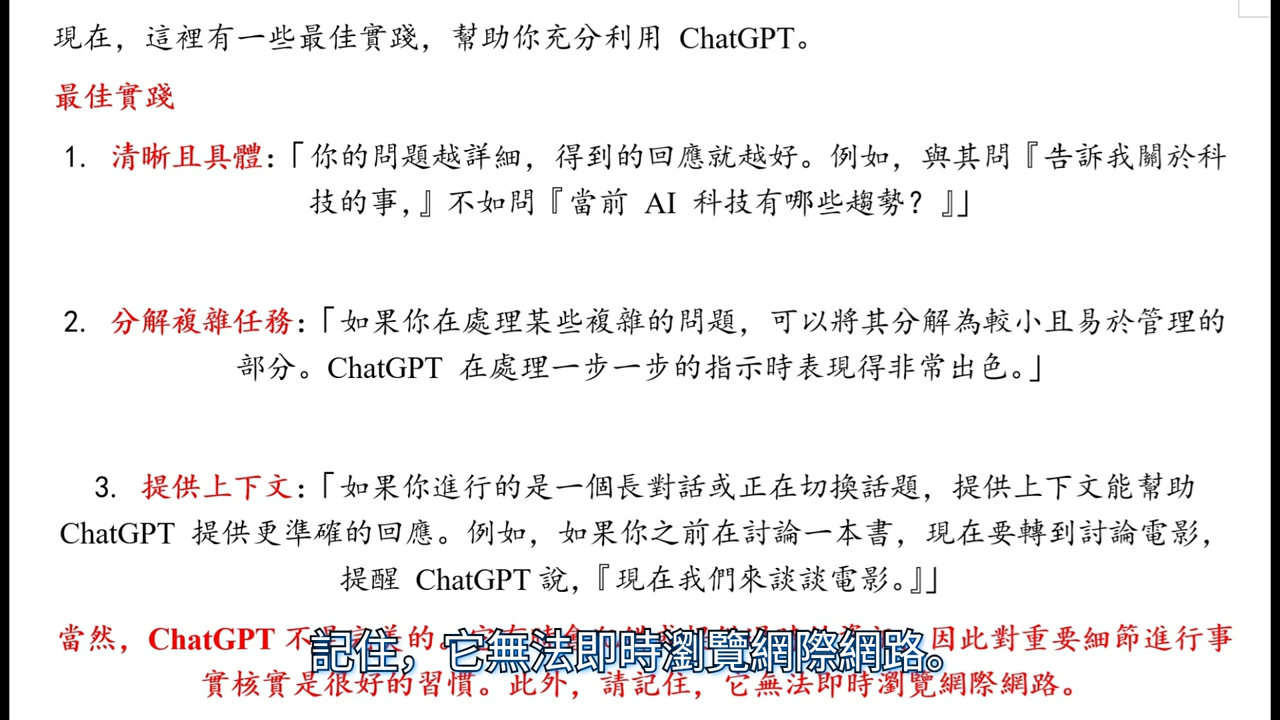 現在，這裡有一些最佳實踐，幫助你充分利用 ChatGPT。
最佳實踐
1. 清晰且具體：「你的問題越詳細，得到的回應就越好。例如，與其問『告訴我關於科
技的事，』不如問『當前 AI 科技有哪些趨勢？』」
2. 分解複雜任務：「如果你在處理某些複雜的問題，可以將其分解為較小且易於管理的
部分。ChatGPT 在處理一步一步的指示時表現得非常出色。」
3. 提供上下文：「如果你進行的是一個長對話或正在切換話題，提供上下文能幫助
ChatGPT 提供更準確的回應。例如，如果你之前在討論一本書，現在要轉到討論電影，
提醒 ChatGPT 說，『現在我們來談談電影。』」
當然，ChatGPT 不是完美的。因此對重要細節進行事
記住，它無法即時瀏覽網際網路。
實核實是很好的習慣。此外，請記住，它無法即時瀏覽網際網路。